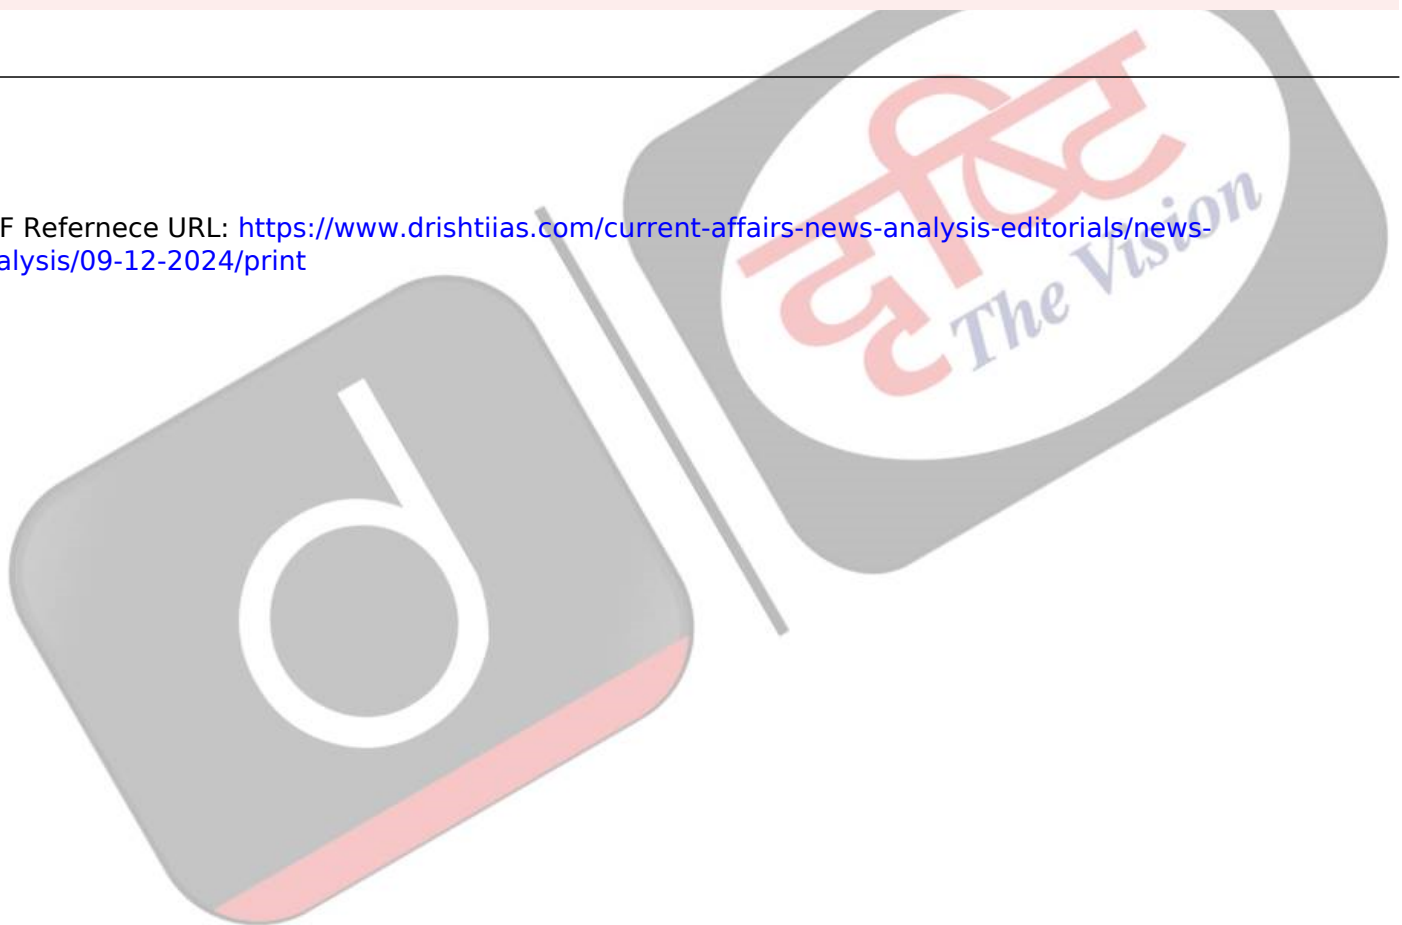 F Refernece URL: https://www.drishtiias.com/current-affairs-news-analysis-editorials/news-
alysis/09-12-2024/print
दृष्टि
The Vision
d